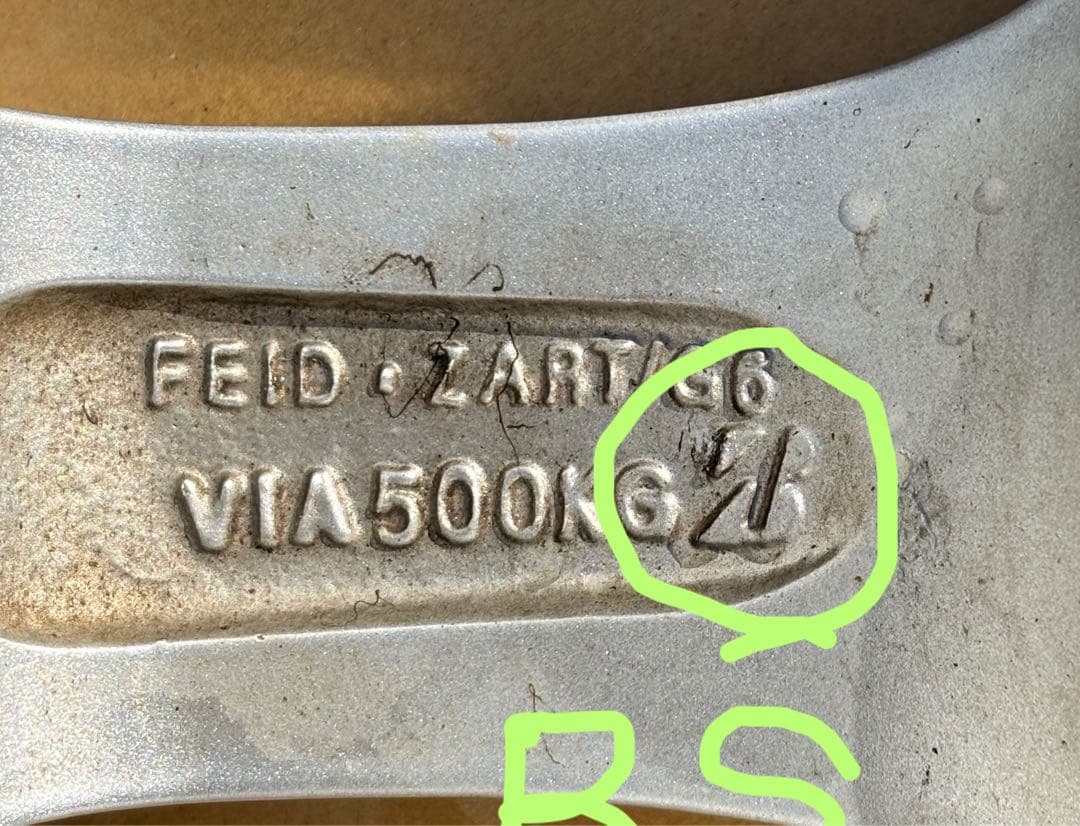 FEID • ZART/G6
VIA500KG
RS